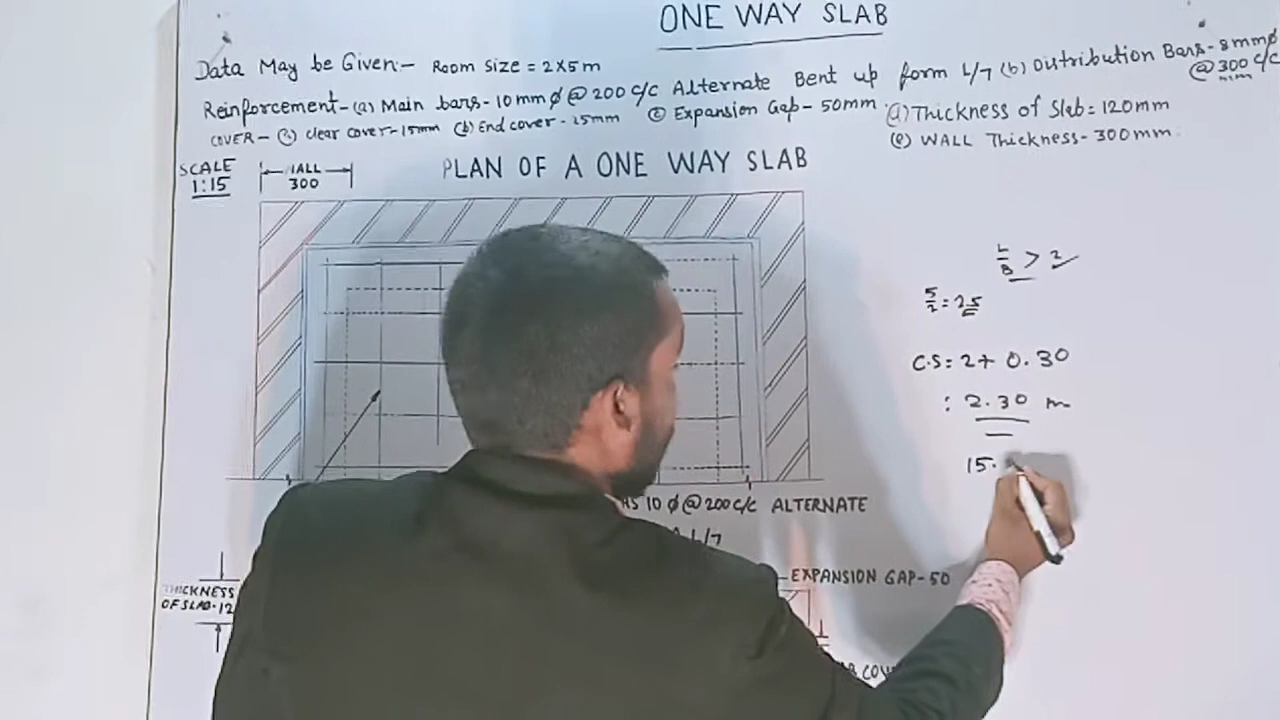 ONE WAY SLAB
Data May be Given:- Room Size = 2x5m
Reinforcement-(a) Main bars-10mmϕ@200 c/c Alternate Bent up form L/7 (b) Distribution Bars-8mmϕ
@300 c/c
mm
COVER- (c) clear cover-15mm (b) End cover-25mm (c) Expansion Gap-50mm (d) Thickness of Slab=120mm
(e) WALL Thickness-300mm.
SCALE
1:15
300
PLAN OF A ONE WAY SLAB
L/B > 2
5/2 = 2.5
C.S = 2+ 0.30
: 2.30 m
15.
10 ϕ@200 c/c ALTERNATE
L/7
EXPANSION GAP-50
THICKNESS
OF SLAB-12